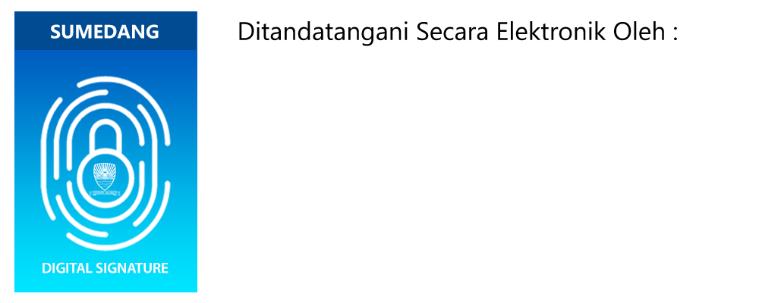 SUMEDANG
Ditandatangani Secara Elektronik Oleh :
DIGITAL SIGNATURE